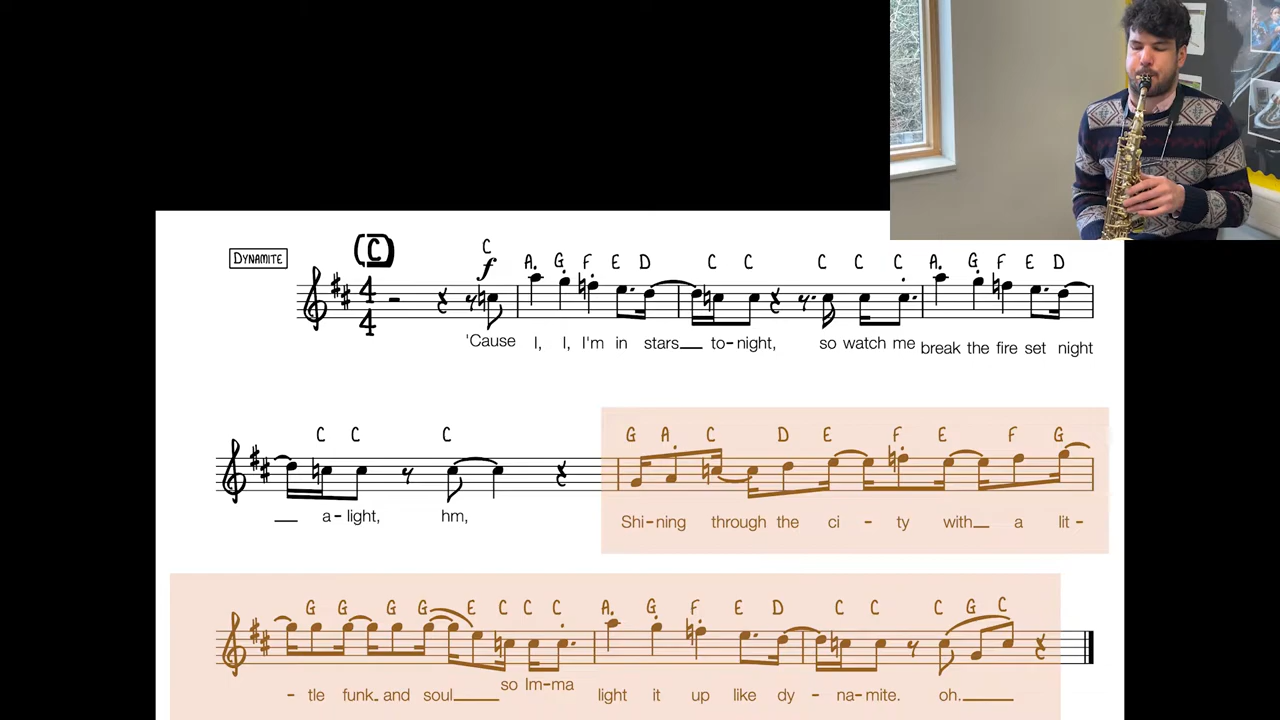 (C)
DYNAMITE
C
f
A G F E D C C C C C A G F E D
4
4
'Cause I, I, I'm in stars to-night, so watch me break the fire set night
C C C G A C D E F E F G
a-light, hm, Shi-ning through the ci - ty with a lit -
G G G G E C C C A G F E D C C C G C
- tle funk and soul so Im-ma light it up like dy - na-mite. oh.